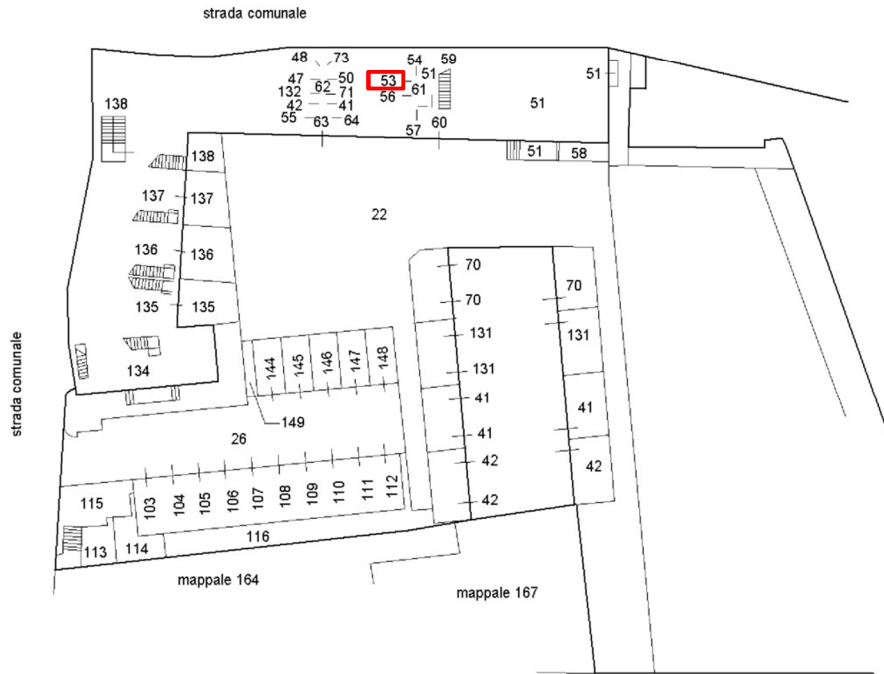 strada comunale
48 73 54 59
47 50 53 51 51
62 61
138 132 71 56 51
42 41
55 63 64 57 60
138 51 58
137 137
22
136 136
70 70
135 135 70
131 131
144 145 146 147 148
134 131
strada comunale
41 41
149
26 41
42 42
115 103 104 105 106 107 108 109 110 111 112
42
113 114 116
mappale 164
mappale 167